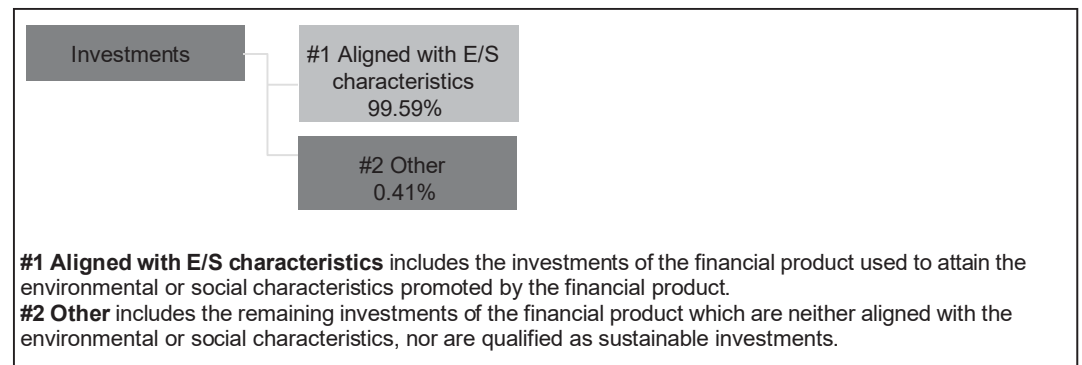 Investments
#1 Aligned with E/S
characteristics
99.59%
#2 Other
0.41%
#1 Aligned with E/S characteristics includes the investments of the financial product used to attain the
environmental or social characteristics promoted by the financial product.
#2 Other includes the remaining investments of the financial product which are neither aligned with the
environmental or social characteristics, nor are qualified as sustainable investments.